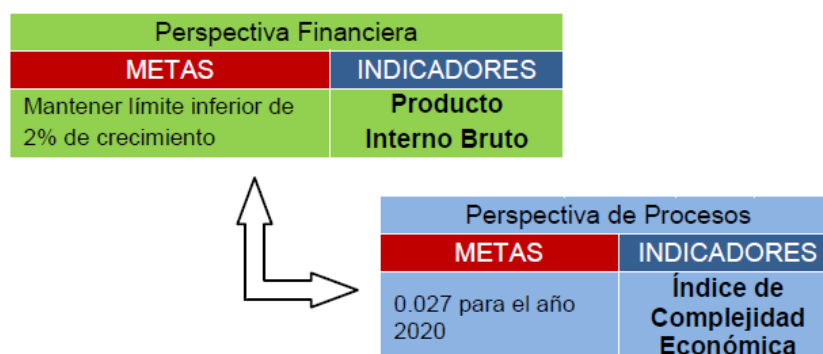 Perspectiva Financiera
METAS
INDICADORES
Mantener límite inferior de
2% de crecimiento
Producto
Interno Bruto
Perspectiva de Procesos
METAS
INDICADORES
0.027 para el año
2020
Índice de
Complejidad
Económica